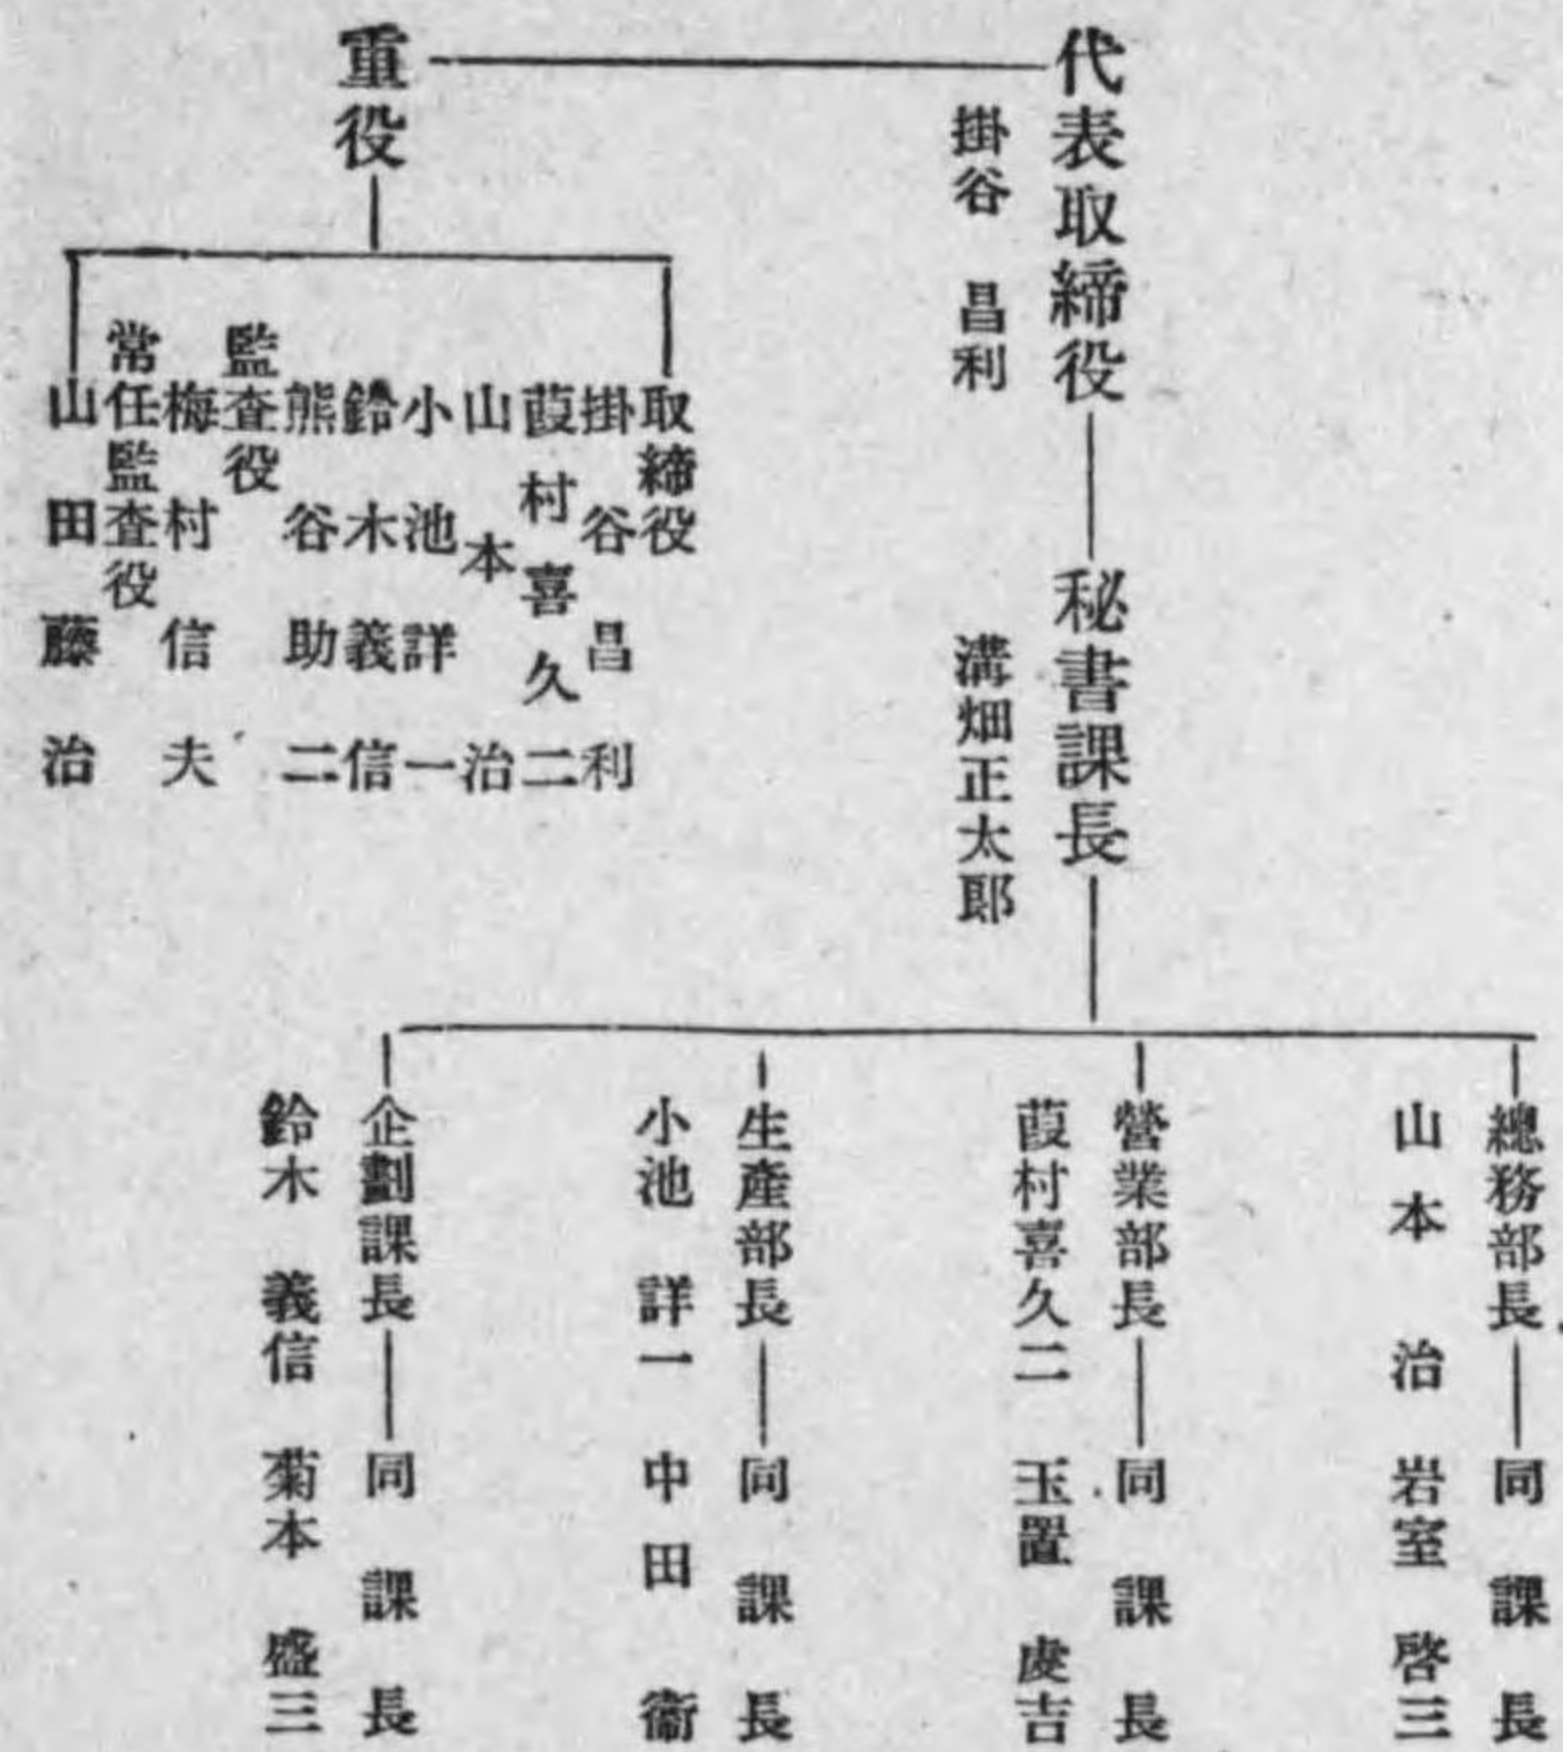 代表取締役
掛谷 昌利
秘書課長
溝畑正太郎
總務部長
山本 治
同課長
岩室 啓三
營業部長
葭村喜久二
同課長
玉置 虔吉
生產部長
小池 詳一
同課長
中田 衞
企劃課長
鈴木 義信
同課長
菊本 盛三
重役
取締役
掛谷昌利
葭村喜久二
山本治
小池詳一
鈴木義信
熊谷助二
監査役
梅村信夫
常任監査役
山田藤治